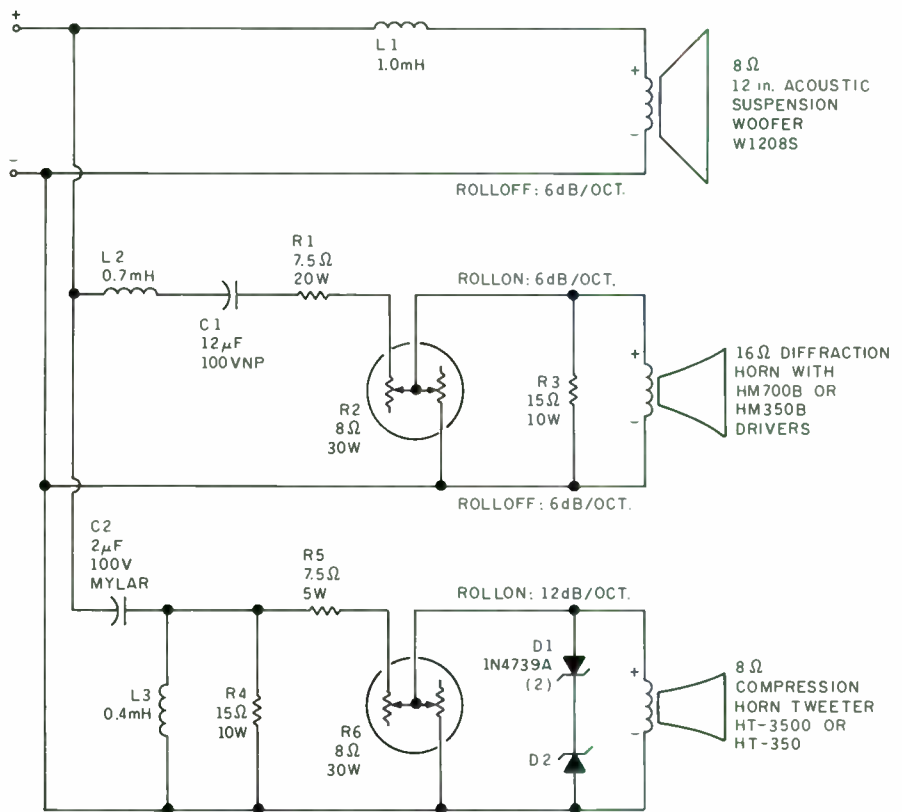 +
L1
1.0mH
+
8Ω
12 in. ACOUSTIC
SUSPENSION
WOOFER
W1208S
−
−
ROLLOFF: 6dB/OCT.
L2
0.7mH
R1
7.5Ω
20W
ROLLON: 6dB/OCT.
C1
12μF
100VNP
R2
8Ω
30W
R3
15Ω
10W
+
−
16Ω DIFFRACTION
HORN WITH
HM700B OR
HM350B
DRIVERS
ROLLOFF: 6dB/OCT.
C2
2μF
100V
MYLAR
R5
7.5Ω
5W
ROLLON: 12dB/OCT.
L3
0.4mH
R4
15Ω
10W
R6
8Ω
30W
D1
1N4739A
(2)
D2
+
−
8Ω
COMPRESSION
HORN TWEETER
HT-3500 OR
HT-350